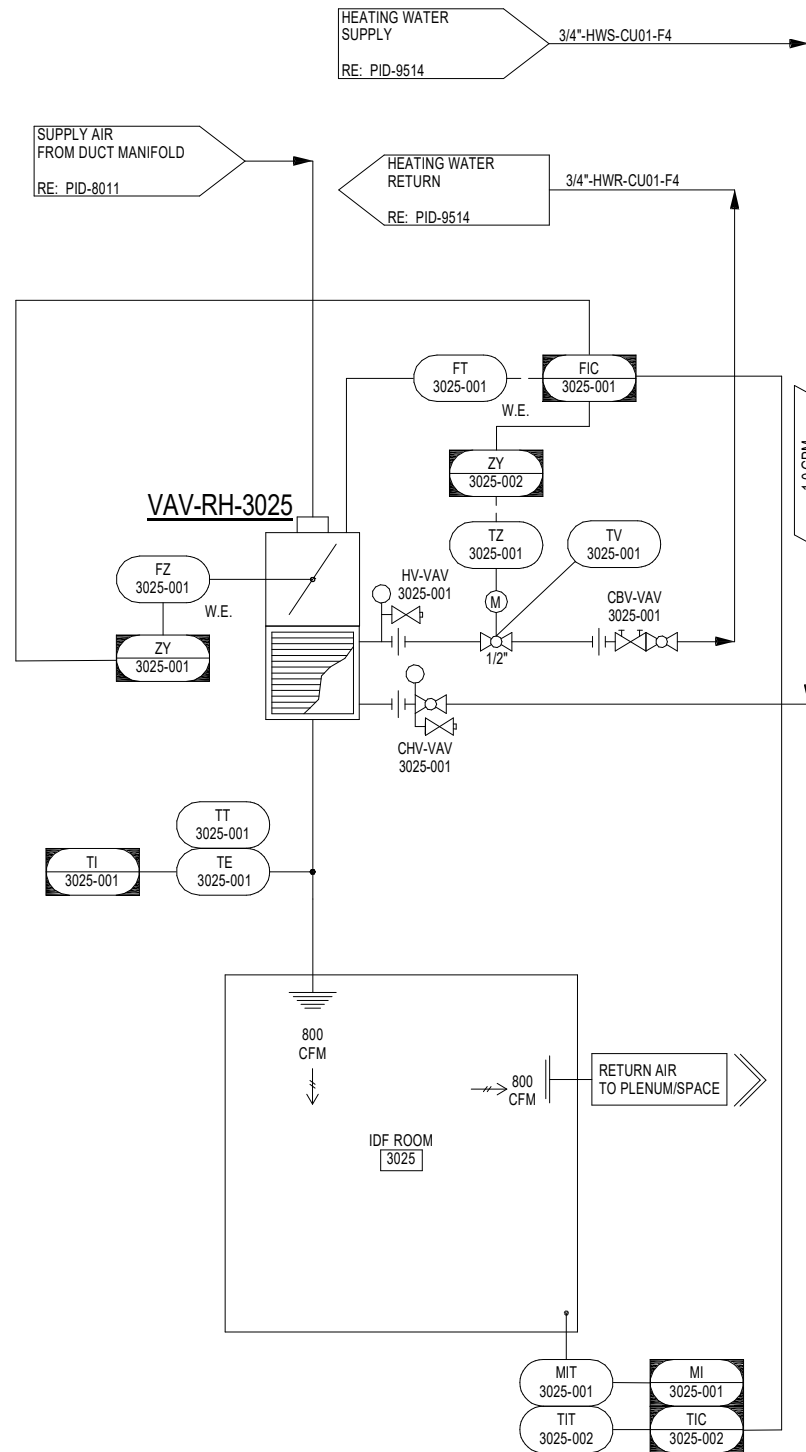 HEATING WATER
SUPPLY
RE: PID-9514
3/4"-HWS-CU01-F4
SUPPLY AIR
FROM DUCT MANIFOLD
RE: PID-8011
HEATING WATER
RETURN
RE: PID-9514
3/4"-HWR-CU01-F4
FT
3025-001
FIC
3025-001
W.E.
ZY
3025-002
VAV-RH-3025
TZ
3025-001
TV
3025-001
FZ
3025-001
W.E.
HV-VAV
3025-001
M
CBV-VAV
3025-001
ZY
3025-001
1/2"
CHV-VAV
3025-001
TT
3025-001
TI
3025-001
TE
3025-001
800
CFM
800
CFM
RETURN AIR
TO PLENUM/SPACE
IDF ROOM
3025
MIT
3025-001
MI
3025-001
TIT
3025-002
TIC
3025-002